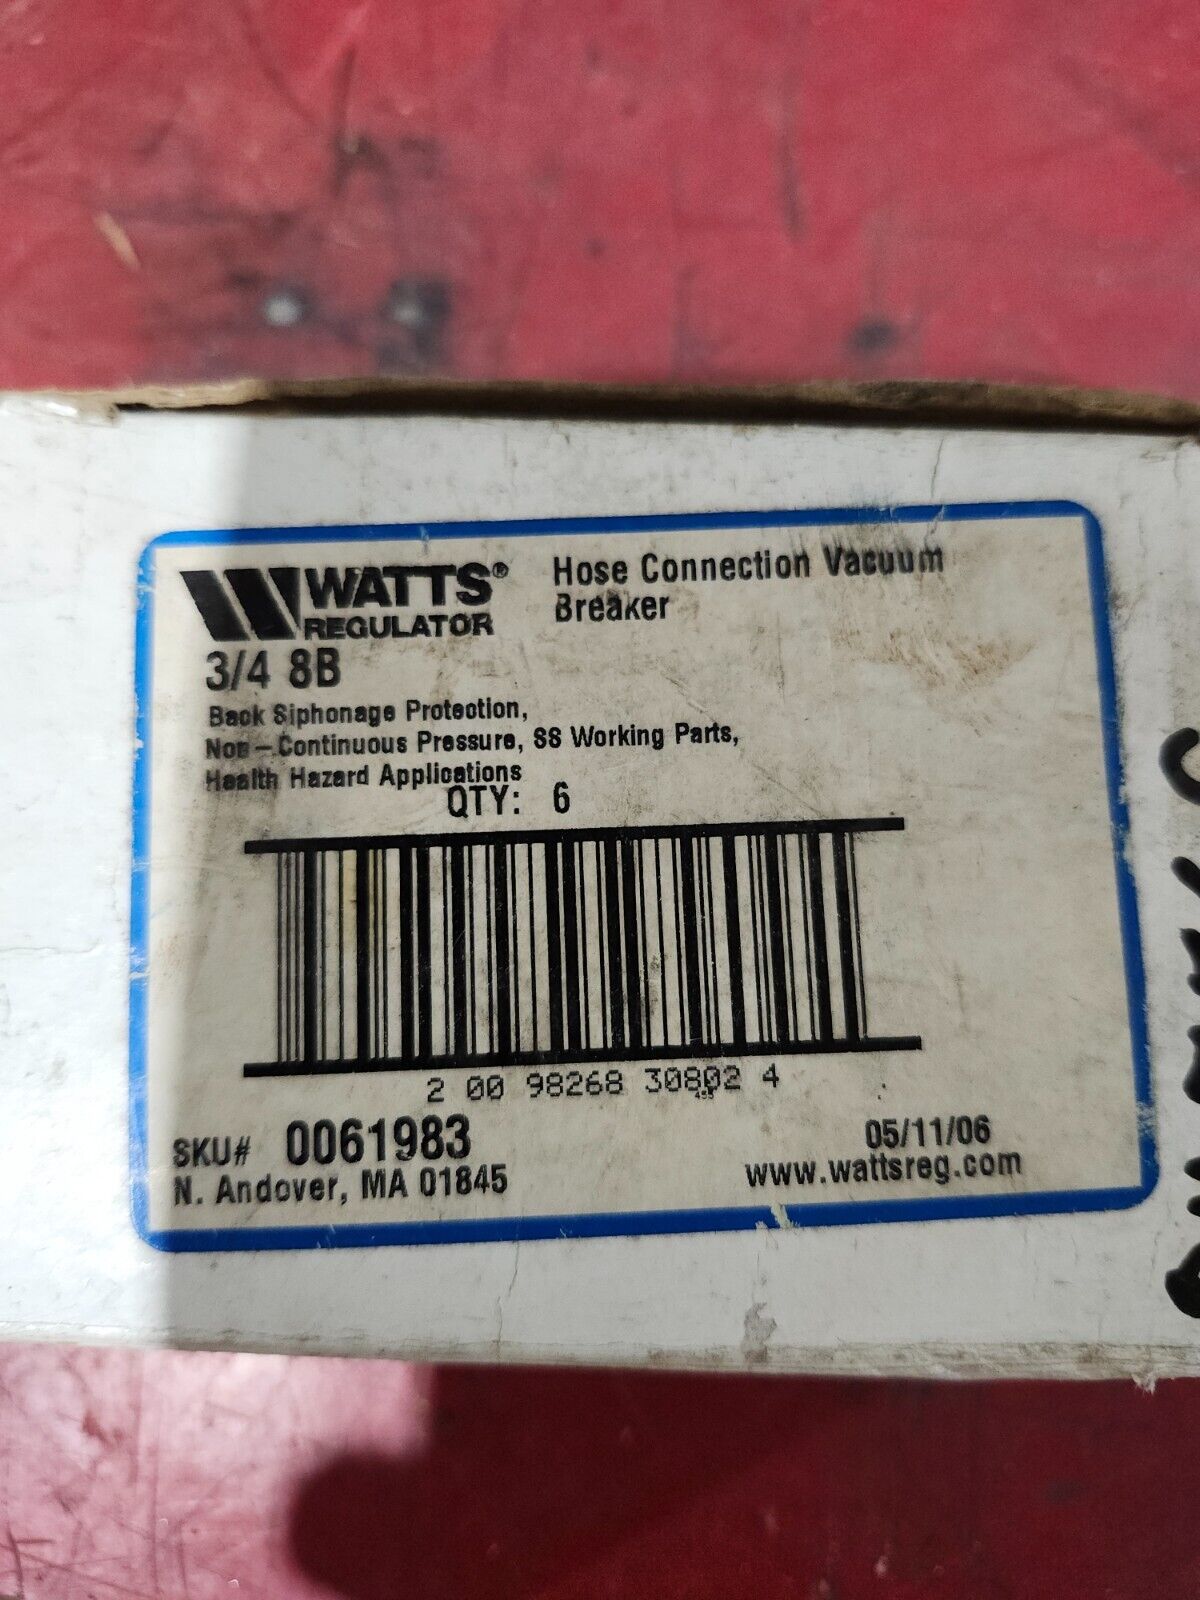 WATTS®
REGULATOR
Hose Connection Vacuum
Breaker
3/4 8B
Back Siphonage Protection,
Non-Continuous Pressure, SS Working Parts,
Health Hazard Applications
QTY: 6
2 00 98268 30802 4
SKU# 0061983
N. Andover, MA 01845
05/11/06
www.wattsreg.com